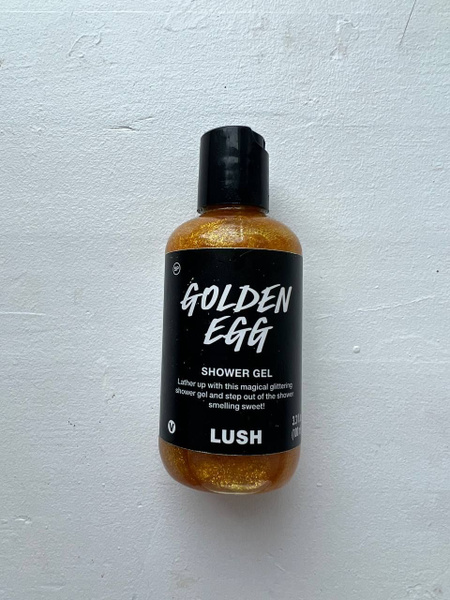 GOLDEN
EGG
SHOWER GEL
Lather up with this magical glittering
shower gel and step out of the shower
smelling sweet!
V
LUSH